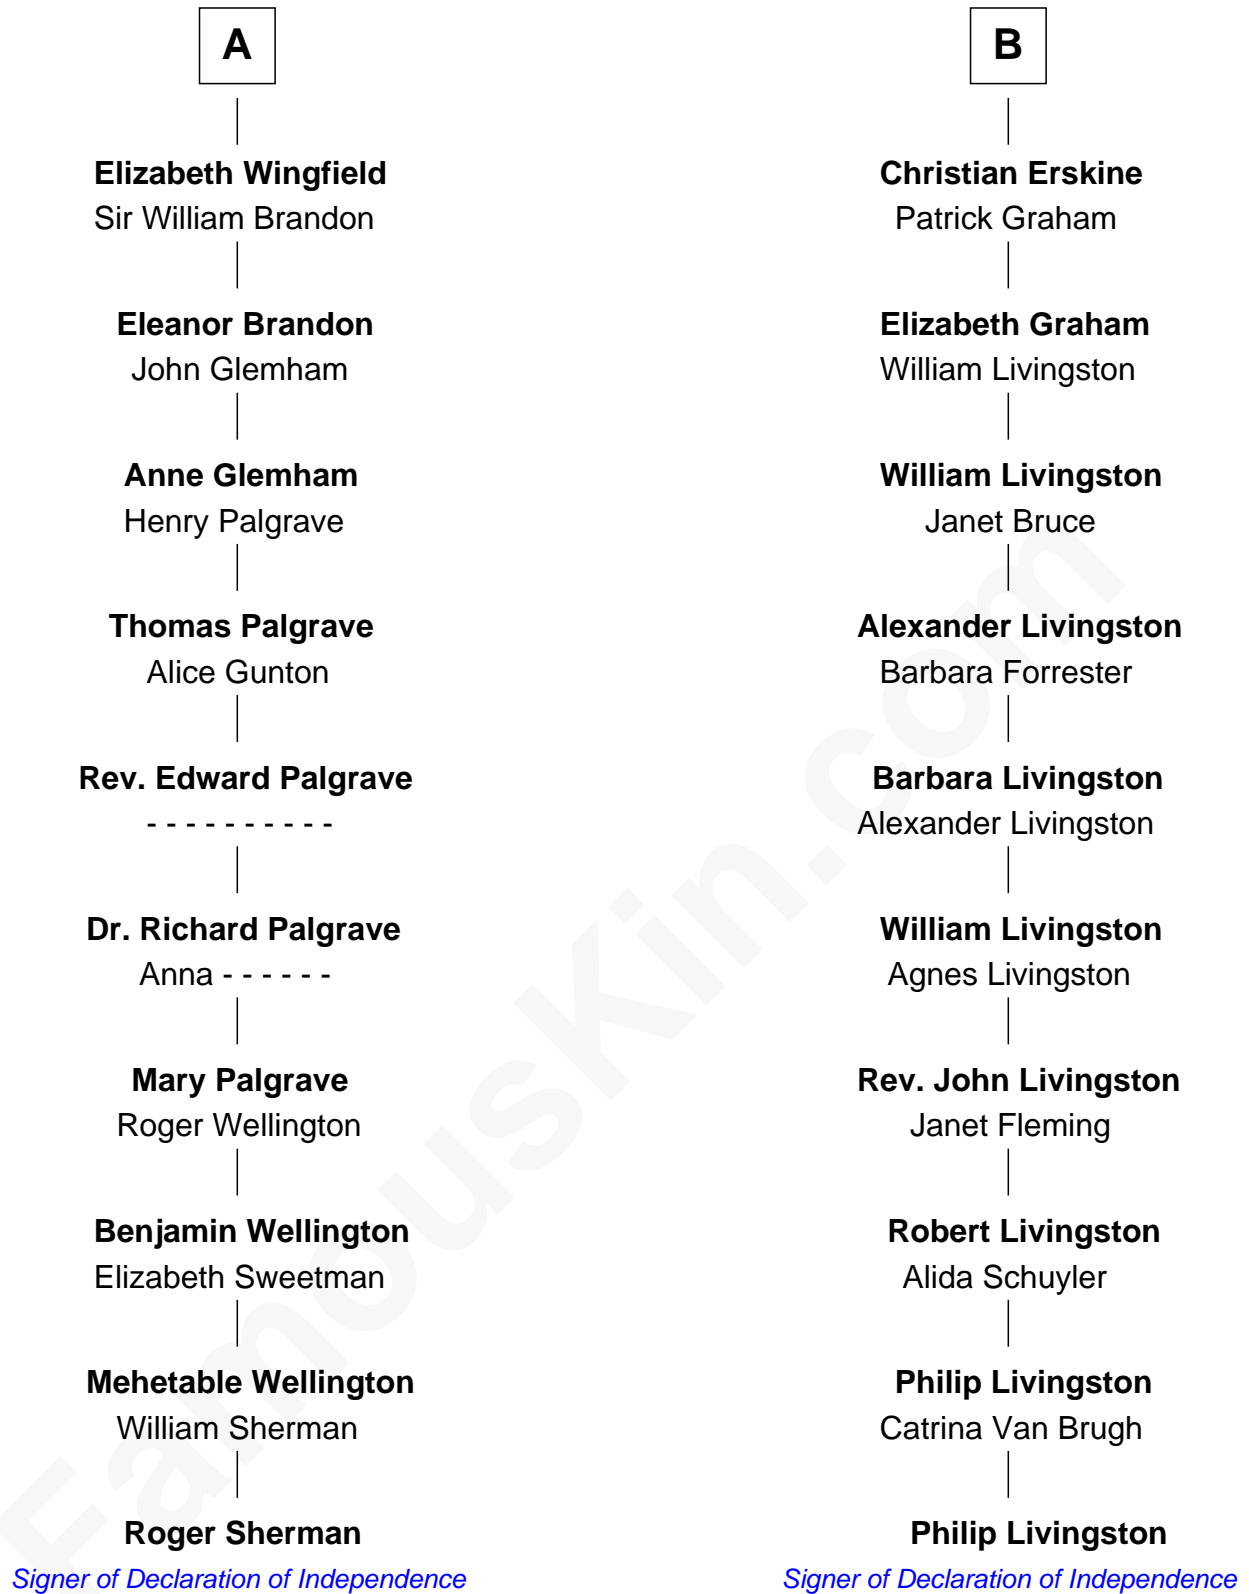 A
Elizabeth Wingfield
Sir William Brandon
Eleanor Brandon
John Glemham
Anne Glemham
Henry Palgrave
Thomas Palgrave
Alice Gunton
Rev. Edward Palgrave
- - - - - - - - - -
Dr. Richard Palgrave
Anna - - - - - -
Mary Palgrave
Roger Wellington
Benjamin Wellington
Elizabeth Sweetman
Mehetable Wellington
William Sherman
Roger Sherman
Signer of Declaration of Independence
B
Christian Erskine
Patrick Graham
Elizabeth Graham
William Livingston
William Livingston
Janet Bruce
Alexander Livingston
Barbara Forrester
Barbara Livingston
Alexander Livingston
William Livingston
Agnes Livingston
Rev. John Livingston
Janet Fleming
Robert Livingston
Alida Schuyler
Philip Livingston
Catrina Van Brugh
Philip Livingston
Signer of Declaration of Independence
FamousKin.com